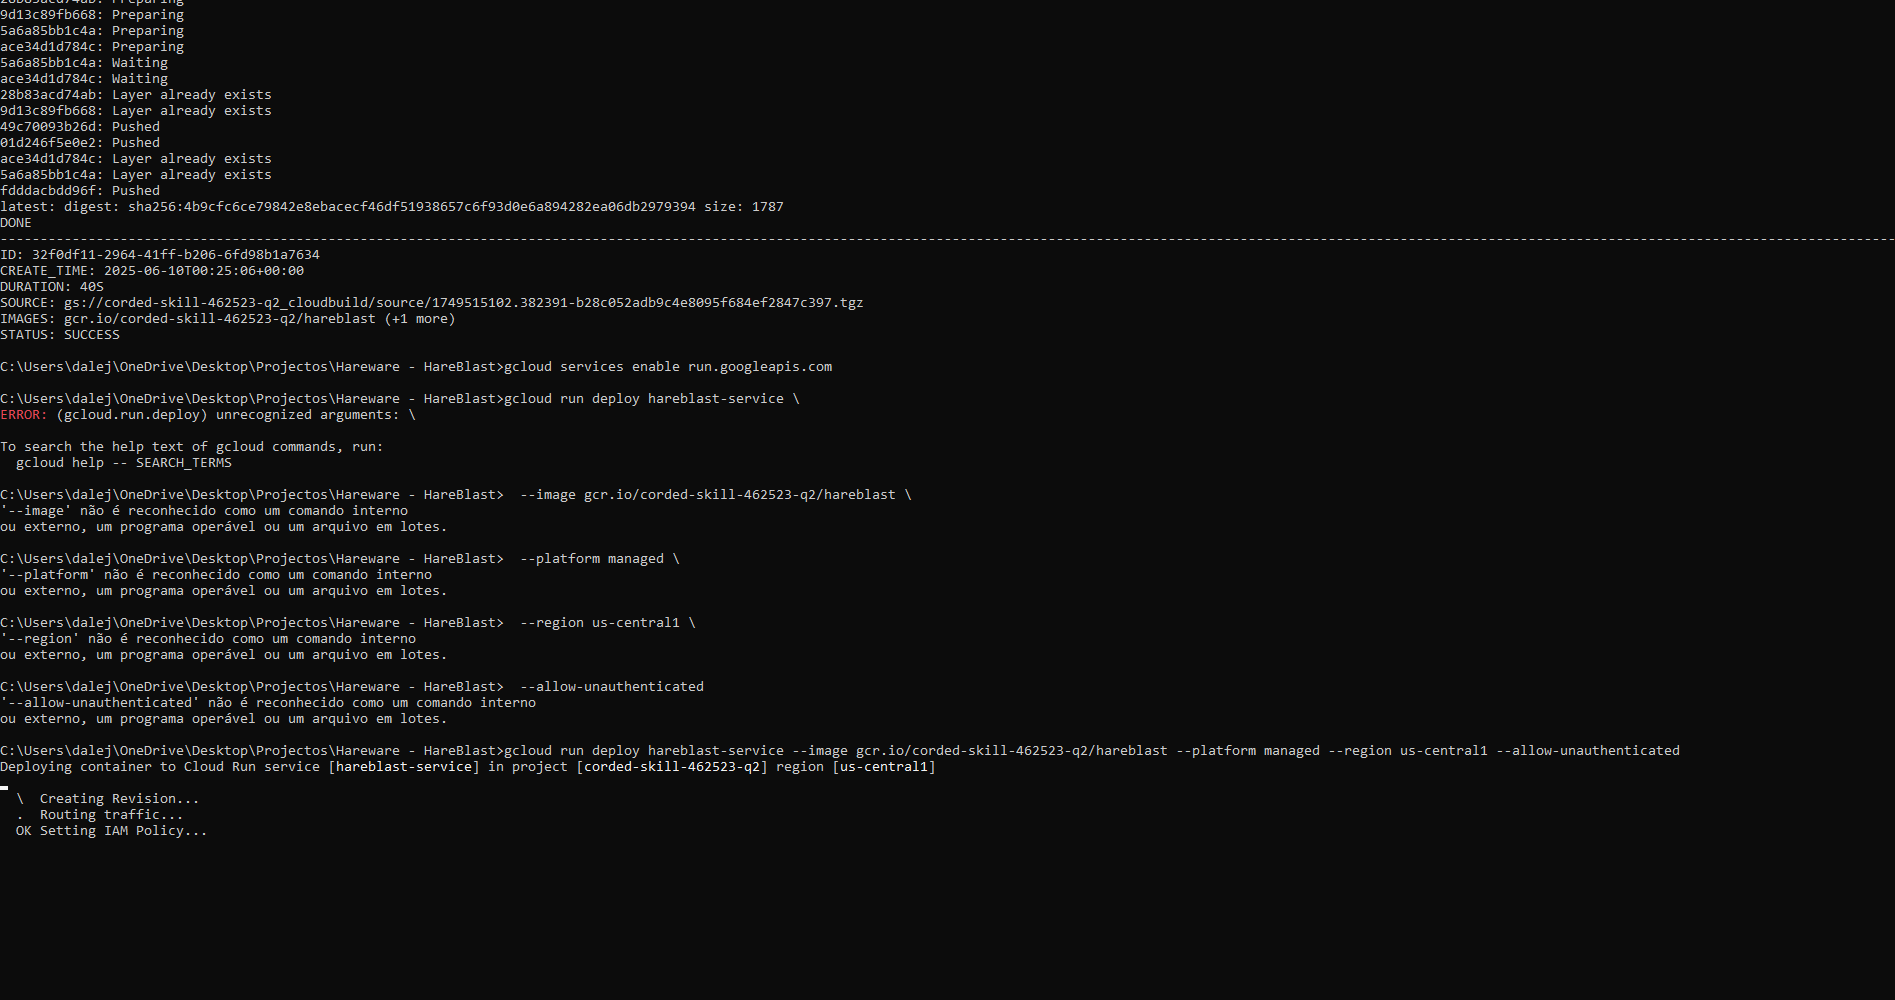 28b83acd74ab: Preparing
9d13c89fb668: Preparing
5a6a85bb1c4a: Preparing
ace34d1d784c: Preparing
5a6a85bb1c4a: Waiting
ace34d1d784c: Waiting
28b83acd74ab: Layer already exists
9d13c89fb668: Layer already exists
49c70093b26d: Pushed
01d246f5e0e2: Pushed
ace34d1d784c: Layer already exists
5a6a85bb1c4a: Layer already exists
fdddacbdd96f: Pushed
latest: digest: sha256:4b9cfc6ce79842e8ebacecf46df51938657c6f93d0e6a894282ea06db2979394 size: 1787
DONE
--------------------------------------------------------------------------------------------------------------------------------------------------------------------------------------------------------------------------------------------
ID: 32f0df11-2964-41ff-b206-6fd98b1a7634
CREATE_TIME: 2025-06-10T00:25:06+00:00
DURATION: 40S
SOURCE: gs://corded-skill-462523-q2_cloudbuild/source/1749515102.382391-b28c052adb9c4e8095f684ef2847c397.tgz
IMAGES: gcr.io/corded-skill-462523-q2/hareblast (+1 more)
STATUS: SUCCESS
C:\Users\dalej\OneDrive\Desktop\Projectos\Hareware - HareBlast>gcloud services enable run.googleapis.com
C:\Users\dalej\OneDrive\Desktop\Projectos\Hareware - HareBlast>gcloud run deploy hareblast-service \
ERROR: (gcloud.run.deploy) unrecognized arguments: \
To search the help text of gcloud commands, run:
  gcloud help -- SEARCH_TERMS
C:\Users\dalej\OneDrive\Desktop\Projectos\Hareware - HareBlast>  --image gcr.io/corded-skill-462523-q2/hareblast \
'--image' não é reconhecido como um comando interno
ou externo, um programa operável ou um arquivo em lotes.
C:\Users\dalej\OneDrive\Desktop\Projectos\Hareware - HareBlast>  --platform managed \
'--platform' não é reconhecido como um comando interno
ou externo, um programa operável ou um arquivo em lotes.
C:\Users\dalej\OneDrive\Desktop\Projectos\Hareware - HareBlast>  --region us-central1 \
'--region' não é reconhecido como um comando interno
ou externo, um programa operável ou um arquivo em lotes.
C:\Users\dalej\OneDrive\Desktop\Projectos\Hareware - HareBlast>  --allow-unauthenticated
'--allow-unauthenticated' não é reconhecido como um comando interno
ou externo, um programa operável ou um arquivo em lotes.
C:\Users\dalej\OneDrive\Desktop\Projectos\Hareware - HareBlast>gcloud run deploy hareblast-service --image gcr.io/corded-skill-462523-q2/hareblast --platform managed --region us-central1 --allow-unauthenticated
Deploying container to Cloud Run service [hareblast-service] in project [corded-skill-462523-q2] region [us-central1]
  \  Creating Revision...
  .  Routing traffic...
  OK Setting IAM Policy...